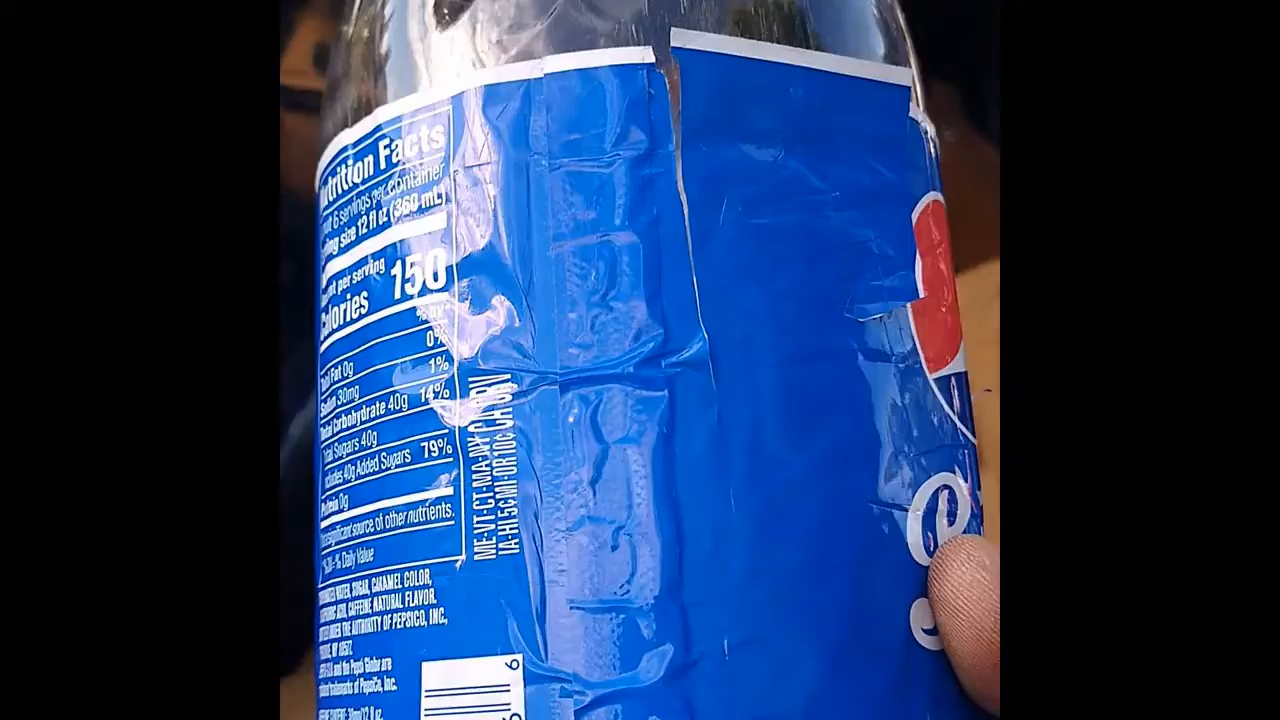 Nutrition Facts
6 servings per container
size 12 fl oz (360 mL)
per serving
Calories 150
% DV*
Fat 0g 0%
Sodium 30mg 1%
Total Carbohydrate 40g 14%
Total Sugars 40g
Includes 40g Added Sugars 79%
Protein 0g
source of other nutrients.
% Daily Value
WATER, SUGAR, CARAMEL COLOR,
ACID, CAFFEINE, NATURAL FLAVOR.
UNDER THE AUTHORITY OF PEPSICO, INC.,
NY 10577.
and the Pepsi Globe are
trademarks of PepsiCo, Inc.
ME-VT-CT-MA-NY CA CRV
IA-HI 5¢ MI-OR 10¢
6